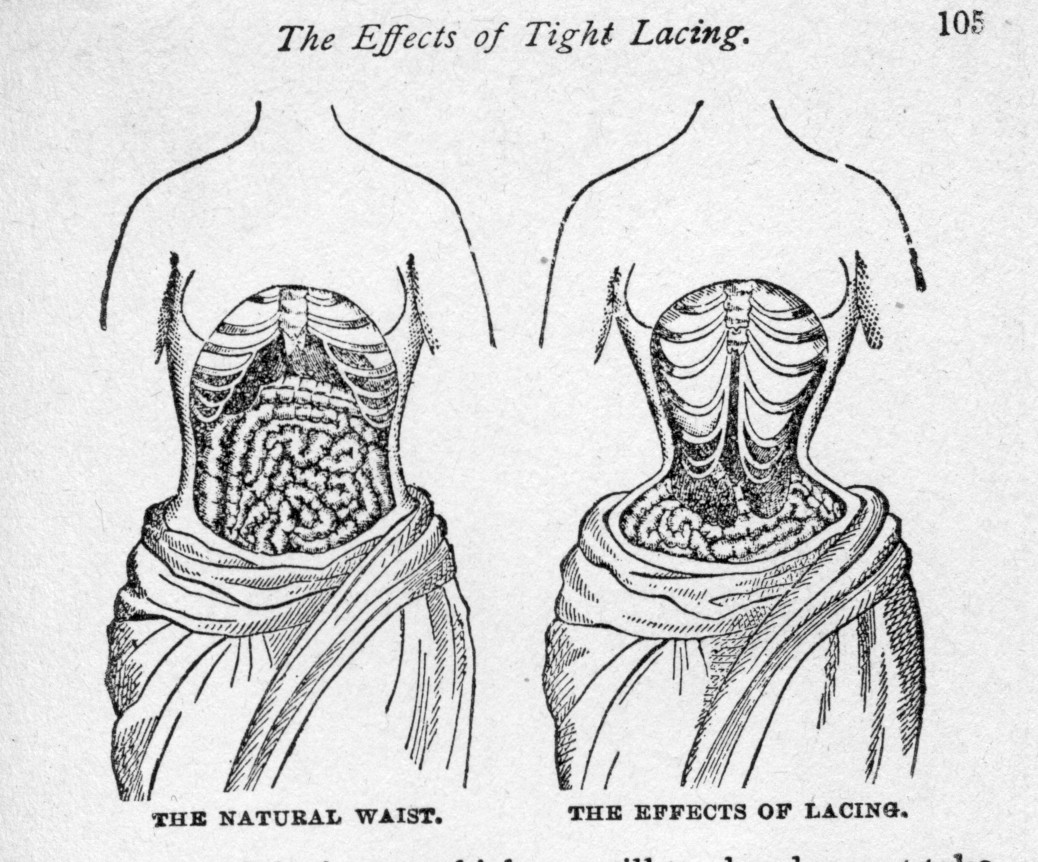 The Effects of Tight Lacing.
105
THE NATURAL WAIST.
THE EFFECTS OF LACING.